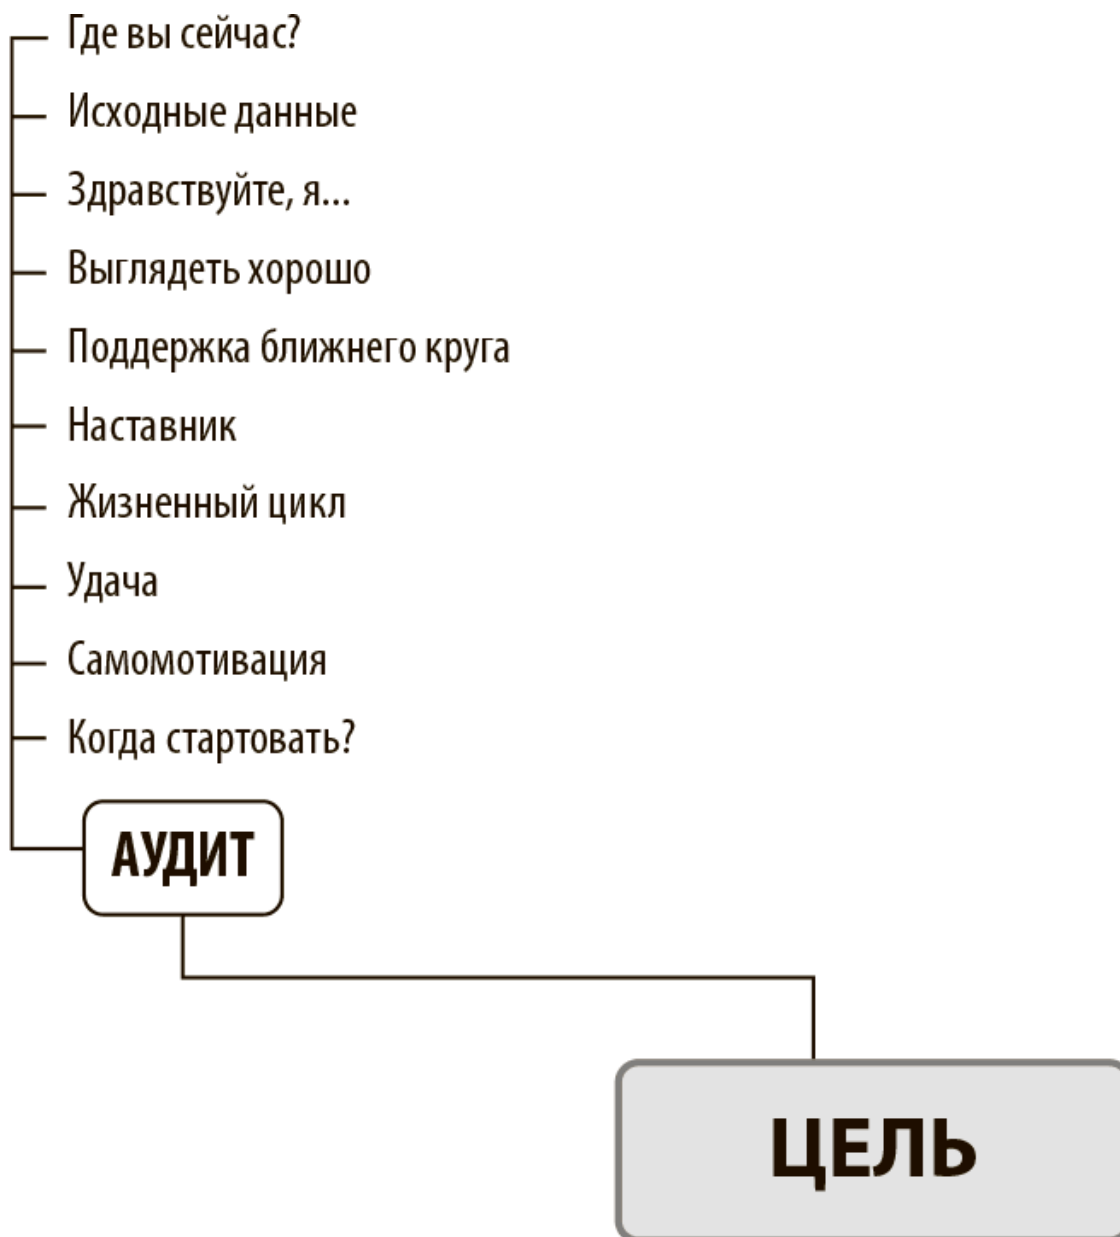 Где вы сейчас?
Исходные данные
Здравствуйте, я...
Выглядеть хорошо
Поддержка ближнего круга
Наставник
Жизненный цикл
Удача
Самомотивация
Когда стартовать?
АУДИТ
ЦЕЛЬ